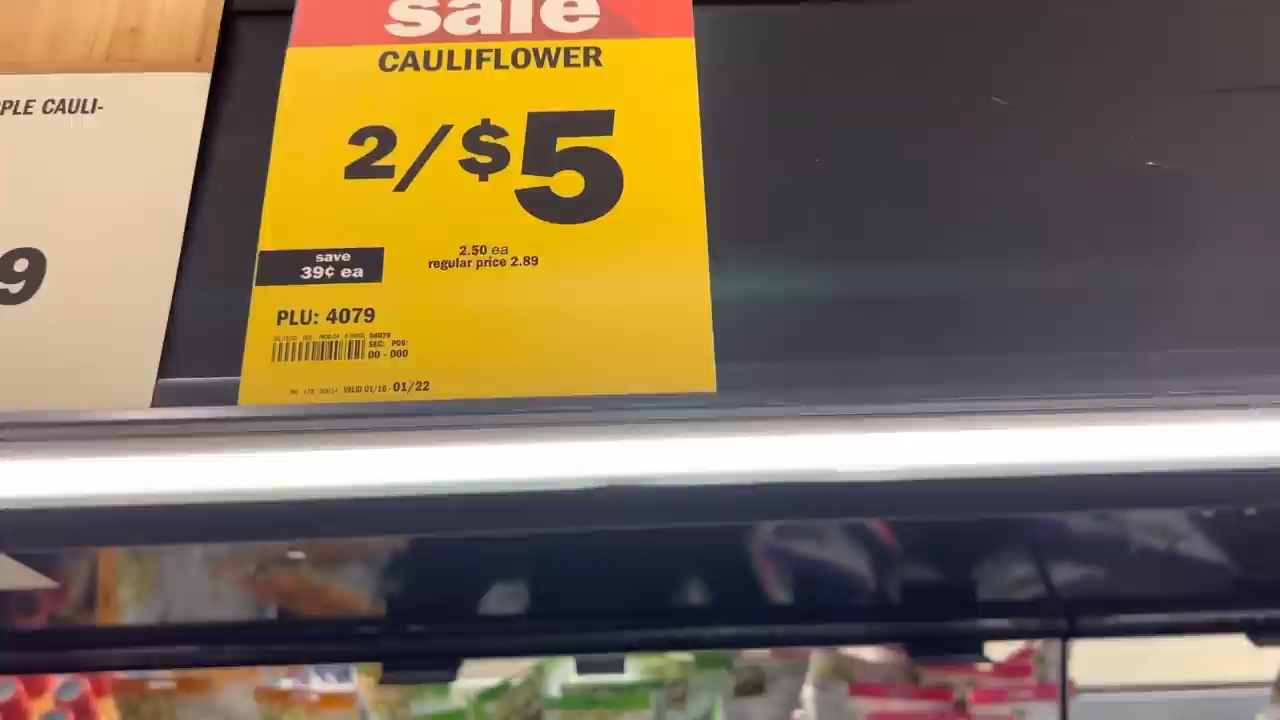 sale
CAULIFLOWER
PLE CAULI-
2/$5
9
save
39¢ ea
2.50 ea
regular price 2.89
PLU: 4079
04079
SEC: POS:
00 - 000
VALID 01/16 - 01/22